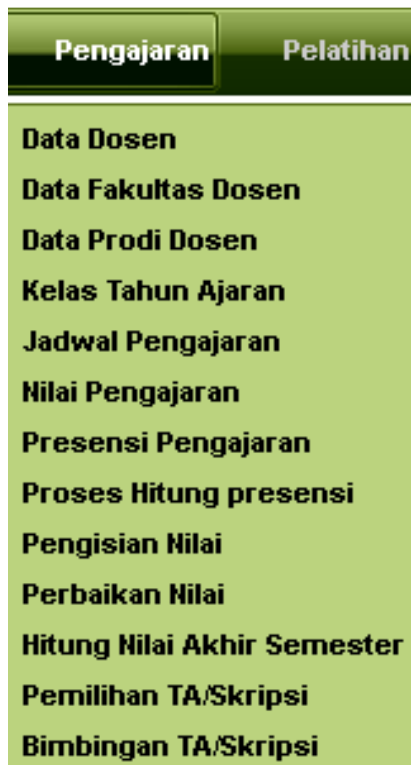 Pengajaran Pelatihan
Data Dosen
Data Fakultas Dosen
Data Prodi Dosen
Kelas Tahun Ajaran
Jadwal Pengajaran
Nilai Pengajaran
Presensi Pengajaran
Proses Hitung presensi
Pengisian Nilai
Perbaikan Nilai
Hitung Nilai Akhir Semester
Pemilihan TA/Skripsi
Bimbingan TA/Skripsi